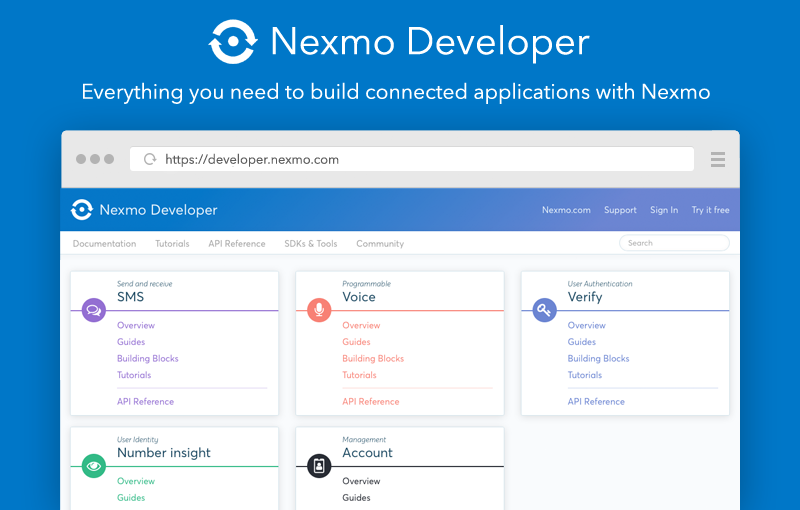 Nexmo Developer
Everything you need to build connected applications with Nexmo
https://developer.nexmo.com
Nexmo Developer
Nexmo.com Support Sign In Try it free
Documentation Tutorials API Reference SDKs & Tools Community Search
Send and receive
SMS
Overview
Guides
Building Blocks
Tutorials
API Reference
Programmable
Voice
Overview
Guides
Building Blocks
Tutorials
API Reference
User Authentication
Verify
Overview
Guides
Building Blocks
Tutorials
API Reference
User Identity
Number insight
Overview
Guides
Management
Account
Overview
Guides